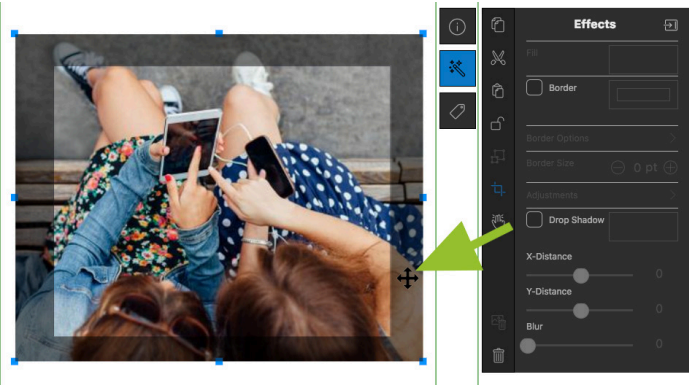 Effects
Fill
Border
Border Options
Border Size
0 pt
Adjustments
Drop Shadow
X-Distance
0
Y-Distance
0
Blur
0